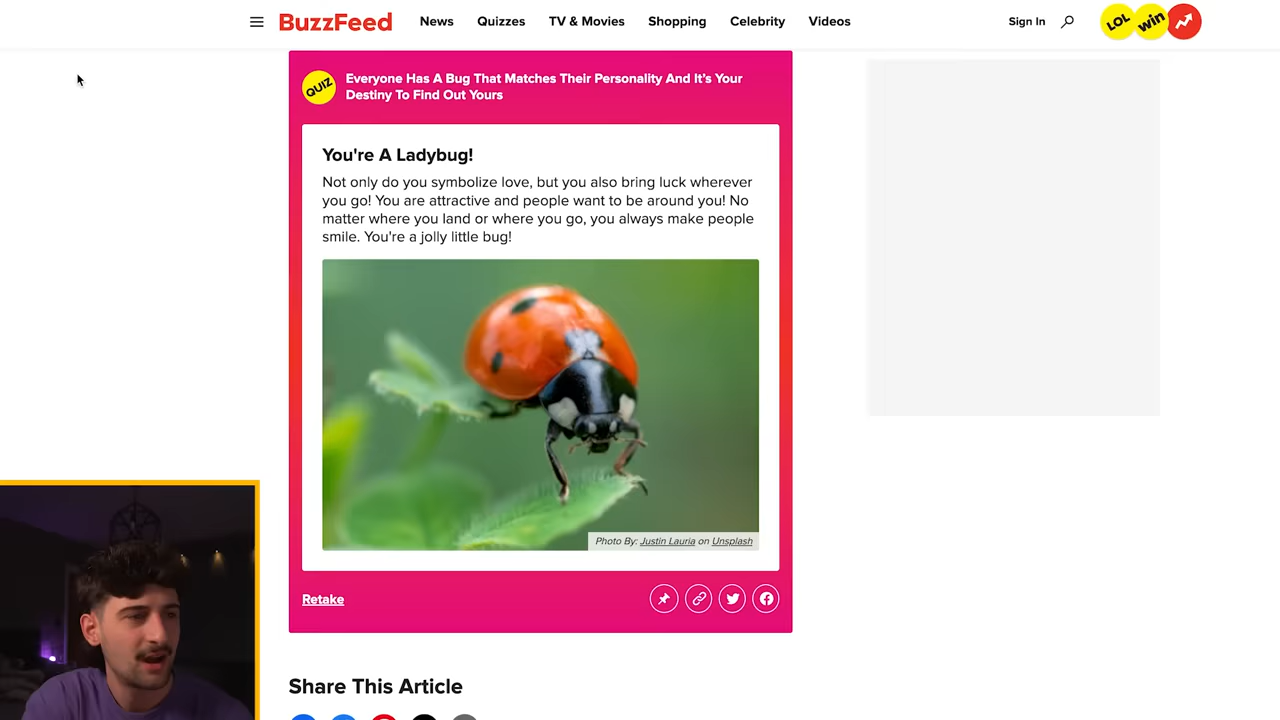 BuzzFeed News Quizzes TV & Movies Shopping Celebrity Videos Sign In LOL win
QUIZ
Everyone Has A Bug That Matches Their Personality And It's Your
Destiny To Find Out Yours
You're A Ladybug!
Not only do you symbolize love, but you also bring luck wherever
you go! You are attractive and people want to be around you! No
matter where you land or where you go, you always make people
smile. You're a jolly little bug!
Photo By: Justin Lauria on Unsplash
Retake
Share This Article